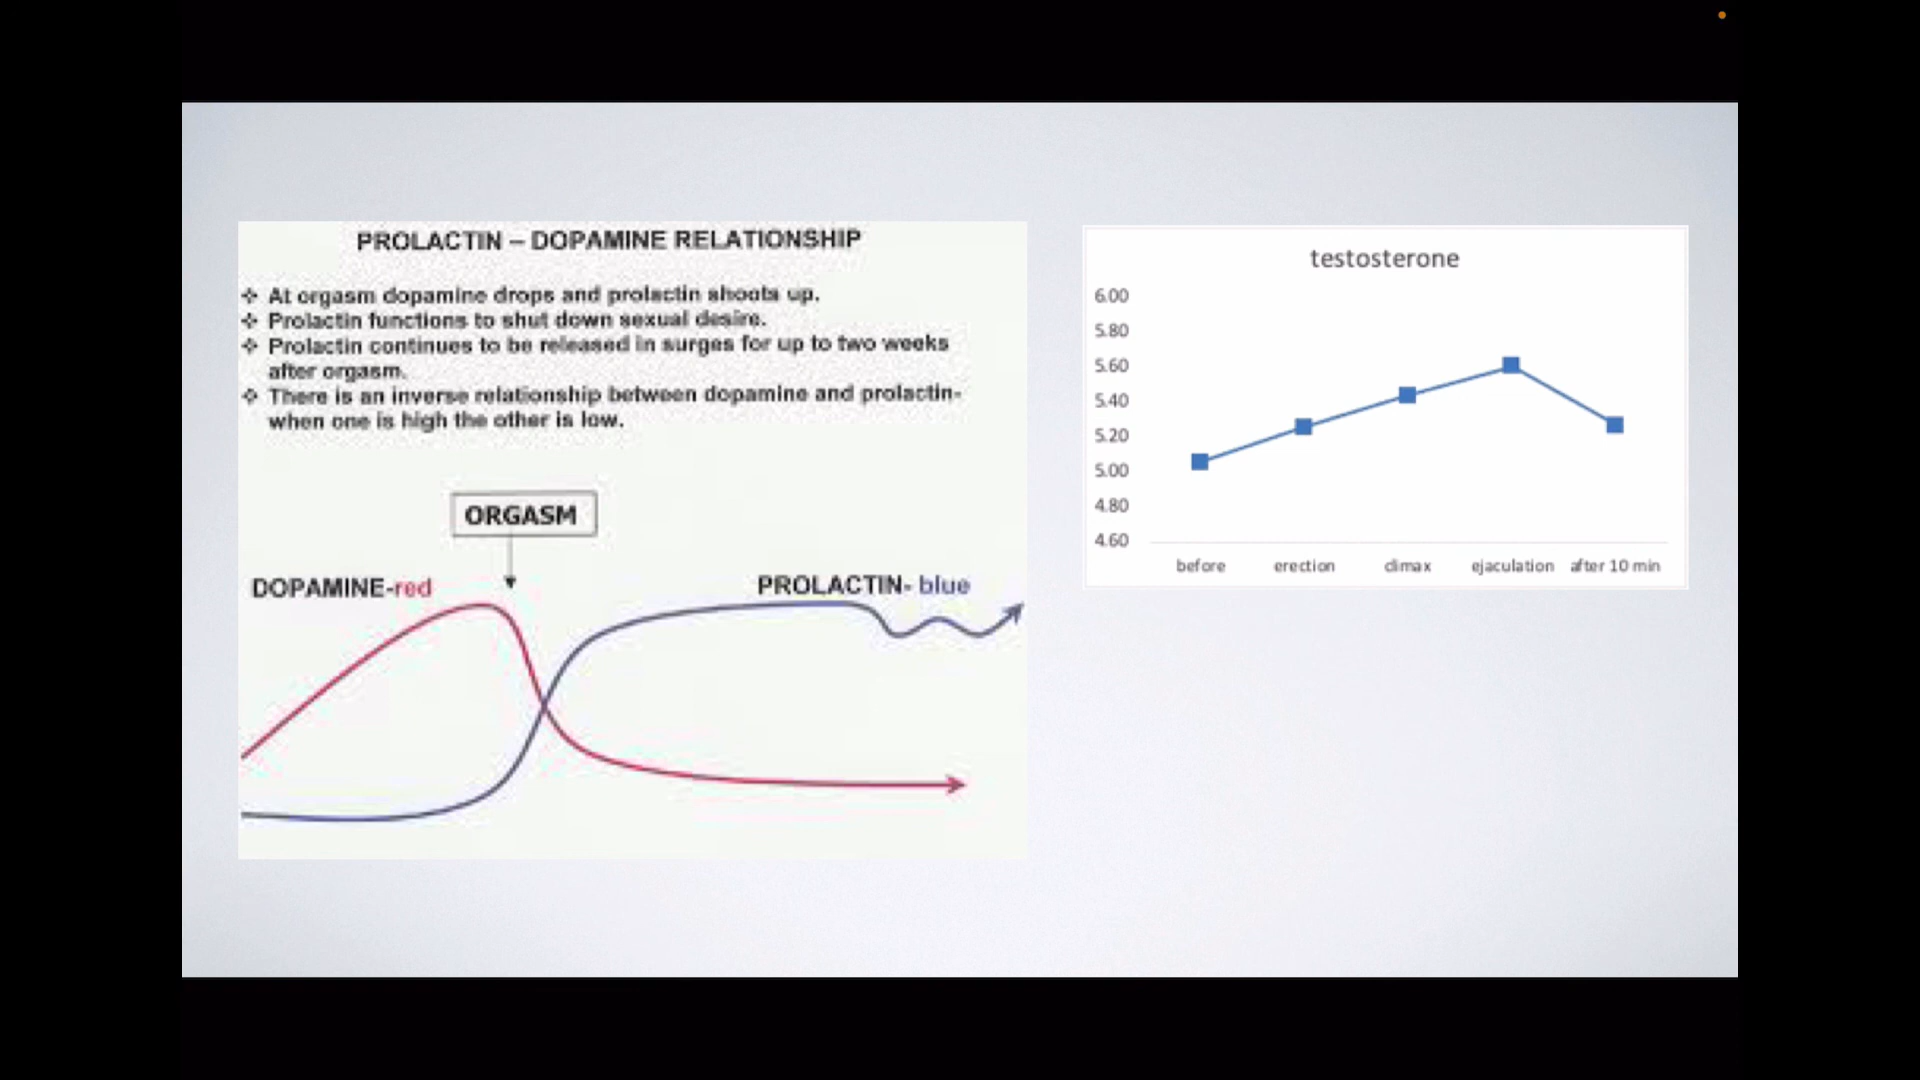 PROLACTIN – DOPAMINE RELATIONSHIP
❖ At orgasm dopamine drops and prolactin shoots up.
❖ Prolactin functions to shut down sexual desire.
❖ Prolactin continues to be released in surges for up to two weeks
after orgasm.
❖ There is an inverse relationship between dopamine and prolactin-
when one is high the other is low.
ORGASM
DOPAMINE-red
PROLACTIN- blue
testosterone
6.00
5.80
5.60
5.40
5.20
5.00
4.80
4.60
before erection climax ejaculation after 10 min